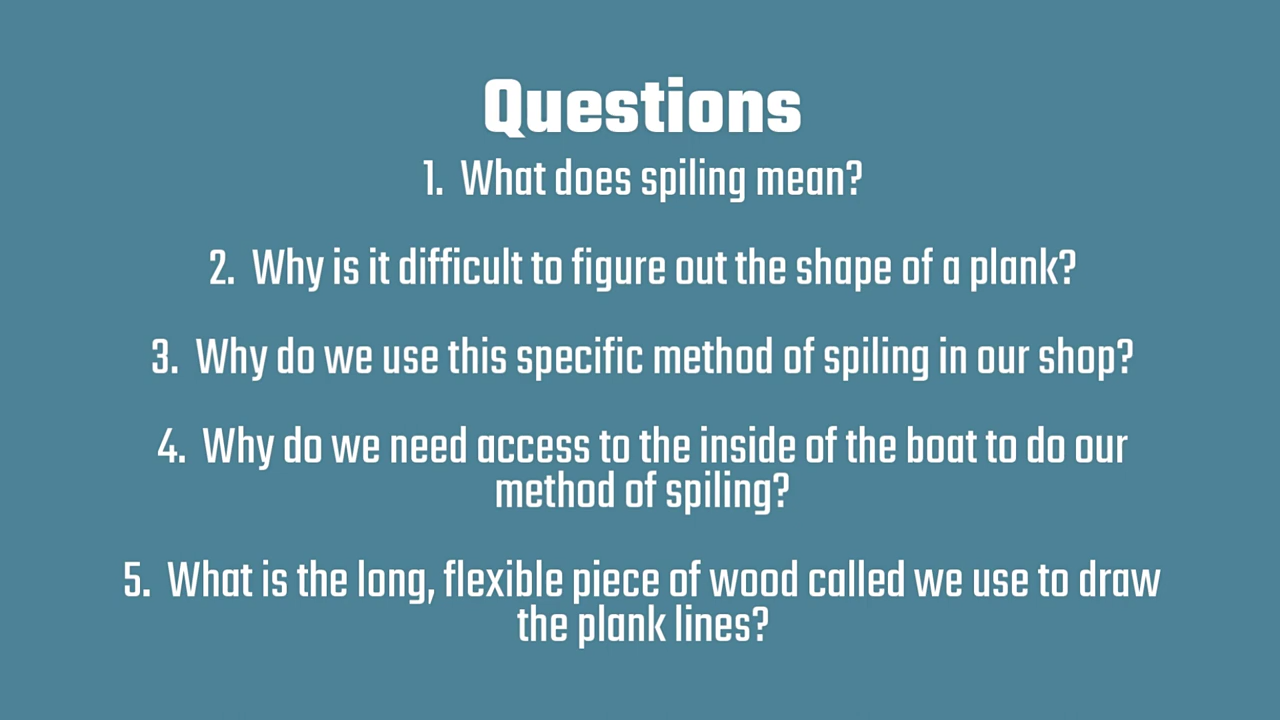 Questions
1. What does spiling mean?
2. Why is it difficult to figure out the shape of a plank?
3. Why do we use this specific method of spiling in our shop?
4. Why do we need access to the inside of the boat to do our
method of spiling?
5. What is the long, flexible piece of wood called we use to draw
the plank lines?